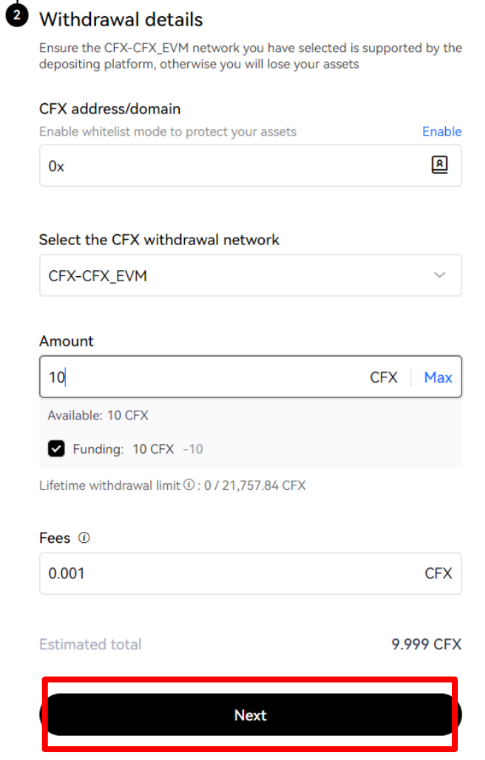 2
Withdrawal details
Ensure the CFX-CFX_EVM network you have selected is supported by the
depositing platform, otherwise you will lose your assets
CFX address/domain
Enable whitelist mode to protect your assets Enable
0x
Select the CFX withdrawal network
CFX-CFX_EVM
Amount
10 CFX Max
Available: 10 CFX
Funding: 10 CFX -10
Lifetime withdrawal limit ⓘ: 0 / 21,757.84 CFX
Fees ⓘ
0.001 CFX
Estimated total 9.999 CFX
Next